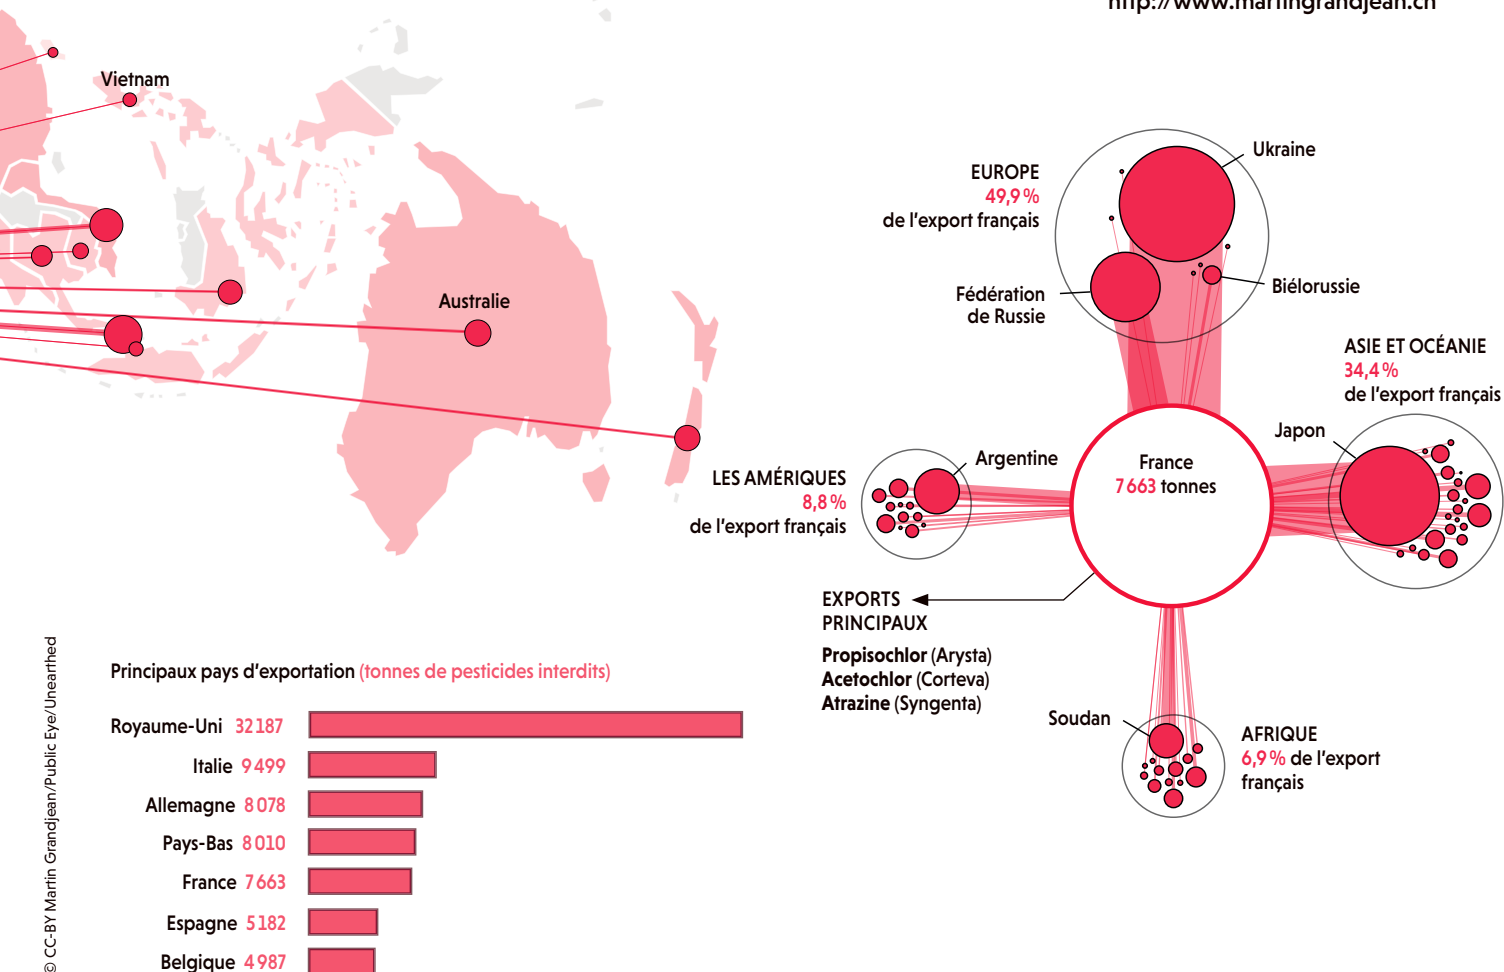 http://www.martingrandjean.ch
Vietnam
Australie
Ukraine
EUROPE
49,9 %
de l'export français
Fédération
de Russie
Biélorussie
ASIE ET OCÉANIE
34,4 %
de l'export français
Japon
France
7 663 tonnes
Argentine
LES AMÉRIQUES
8,8 %
de l'export français
EXPORTS
PRINCIPAUX
Propisochlor (Arysta)
Acetochlor (Corteva)
Atrazine (Syngenta)
Soudan
AFRIQUE
6,9 % de l'export
français
Principaux pays d'exportation (tonnes de pesticides interdits)
Royaume-Uni 32 187
Italie 9 499
Allemagne 8 078
Pays-Bas 8 010
France 7 663
Espagne 5 182
Belgique 4 987
© CC-BY Martin Grandjean/Public Eye/Unearthed